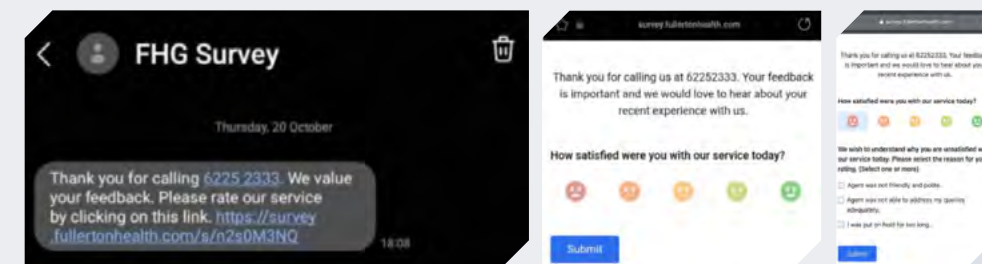 FHG Survey
Thursday, 20 October
Thank you for calling 6225 2333. We value
your feedback. Please rate our service
by clicking on this link. https://survey
.fullertonhealth.com/s/n2s0M3NQ
18:08
survey.fullertonhealth.com
Thank you for calling us at 62252333. Your feedback
is important and we would love to hear about your
recent experience with us.
How satisfied were you with our service today?
Submit
survey.fullertonhealth.com
Thank you for calling us at 62252333. Your
is important and we would love to hear about
recent experience with us.
How satisfied were you with our service today?
We wish to understand why you are unsatisfied
our service today. Please select the reason for
rating. (Select one or more)
Agent was not friendly and polite.
Agent was not able to address my queries
adequately.
I was put on hold for too long.
Submit